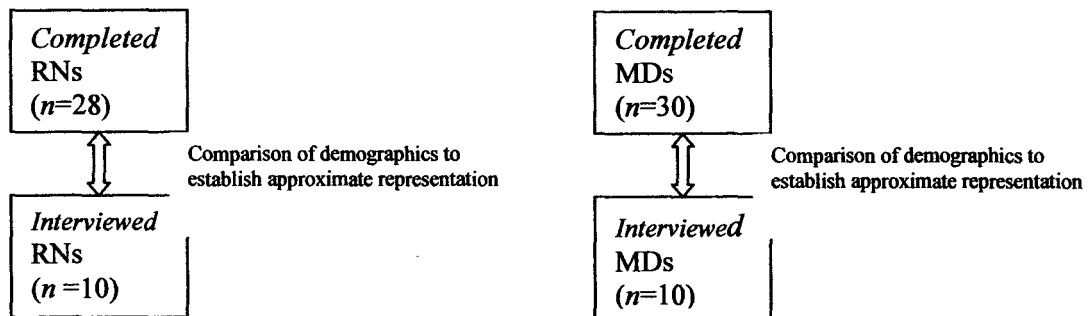 Completed
RNs
(n=28)
Comparison of demographics to
establish approximate representation
Interviewed
RNs
(n =10)
Completed
MDs
(n=30)
Comparison of demographics to
establish approximate representation
Interviewed
MDs
(n=10)